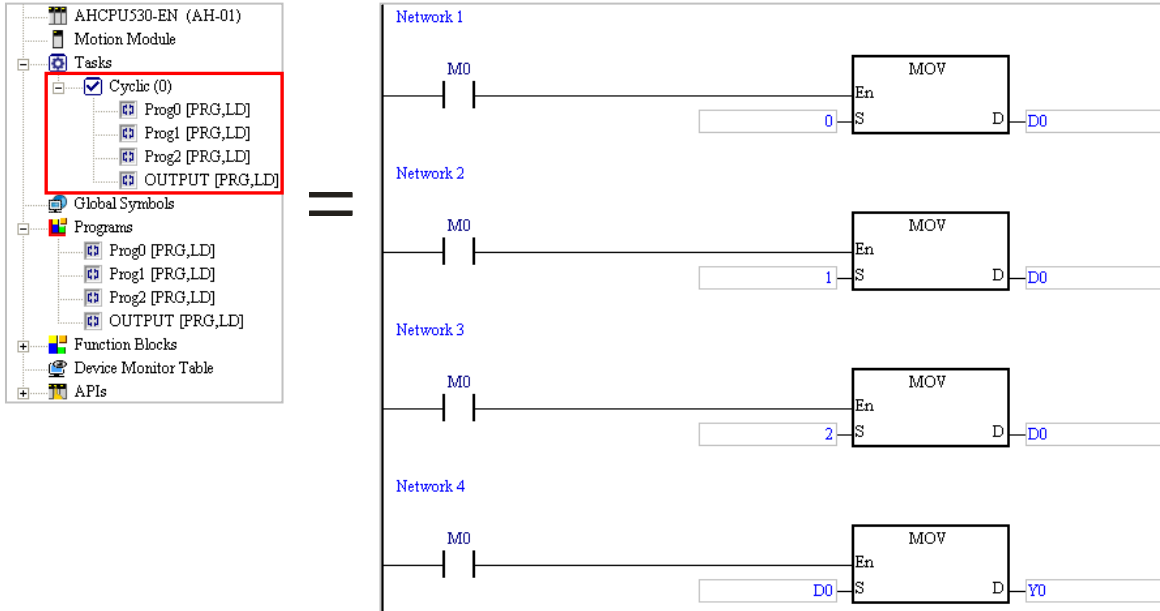 AHCPU530-EN (AH-01)
Motion Module
Tasks
Cyclic (0)
Prog0 [PRG,LD]
Prog1 [PRG,LD]
Prog2 [PRG,LD]
OUTPUT [PRG,LD]
Global Symbols
Programs
Prog0 [PRG,LD]
Prog1 [PRG,LD]
Prog2 [PRG,LD]
OUTPUT [PRG,LD]
Function Blocks
Device Monitor Table
APIs
=
Network 1
M0
MOV
En
0 S D D0
Network 2
M0
MOV
En
1 S D D0
Network 3
M0
MOV
En
2 S D D0
Network 4
M0
MOV
En
D0 S D Y0